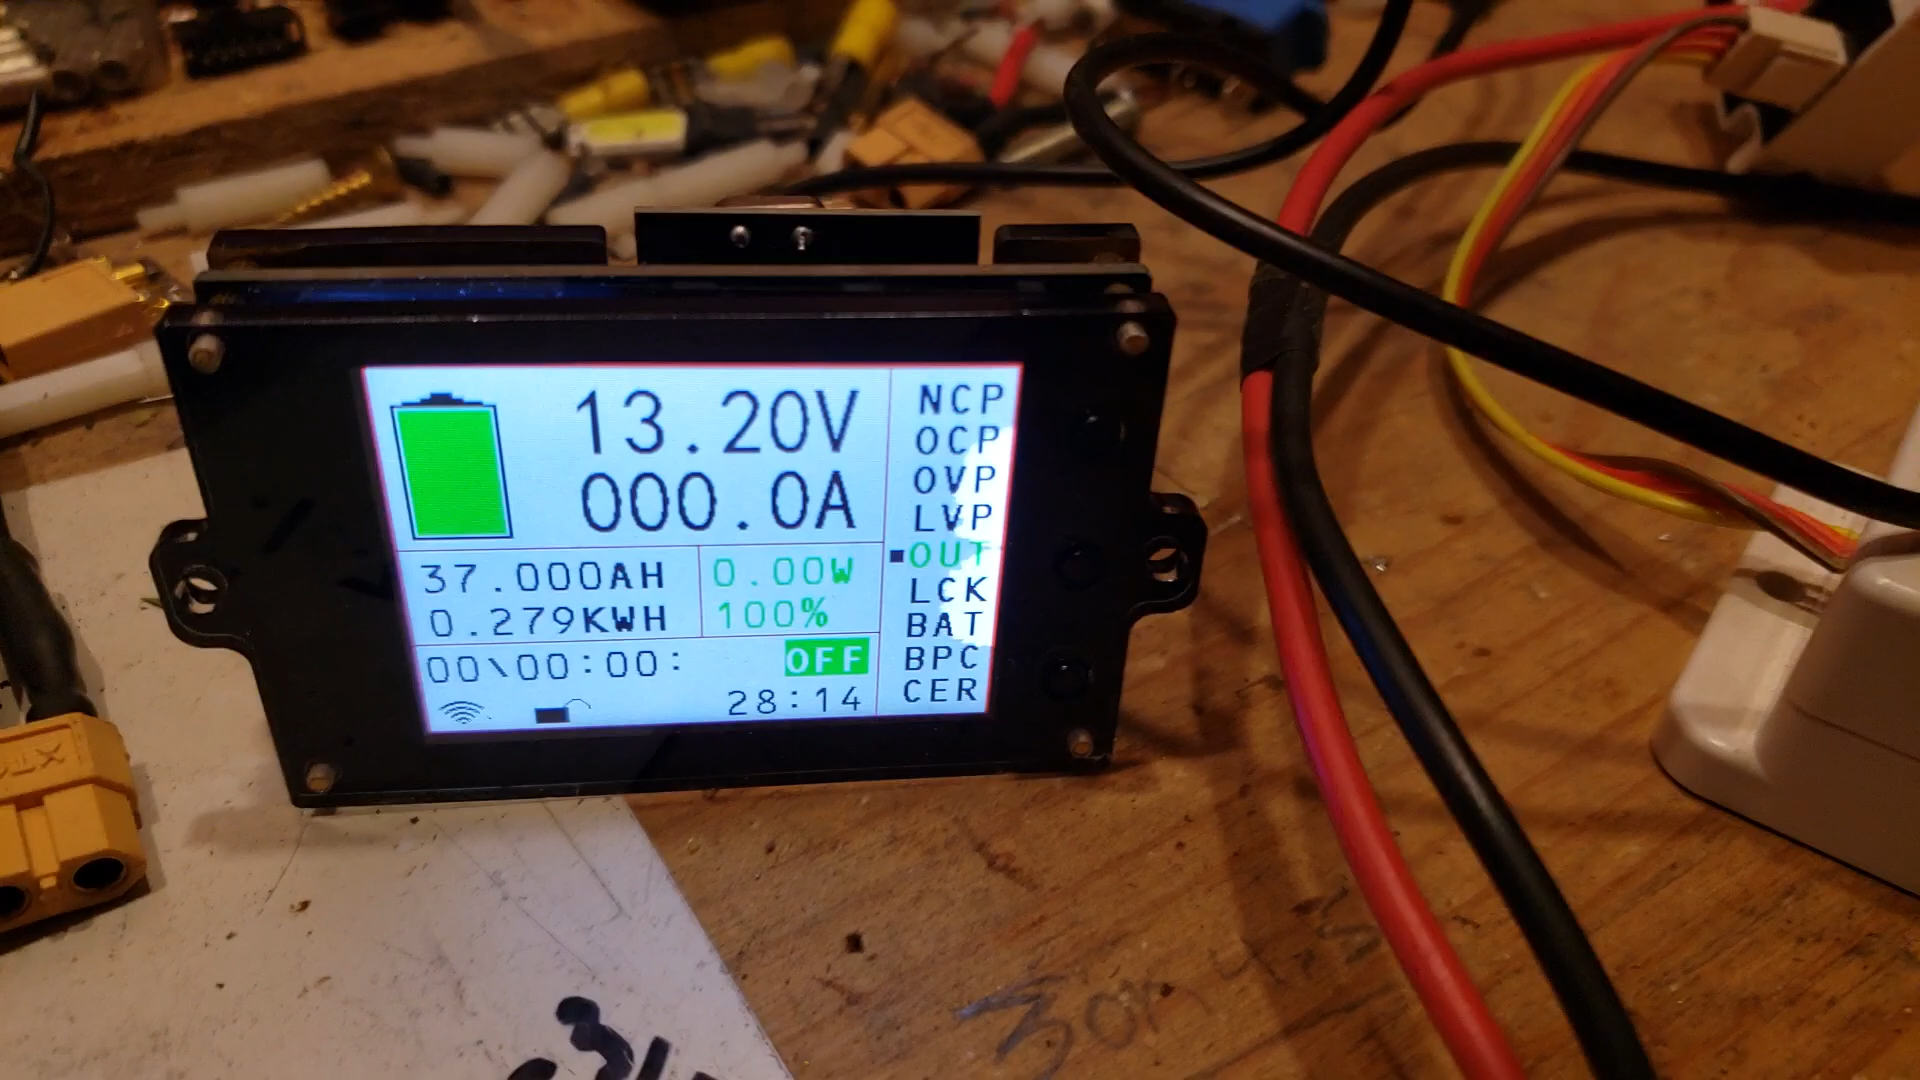 13.20V
000.0A
37.000AH
0.279KWH
0.00W
100%
00\00:00:
OFF
28:14
NCP
OCP
OVP
LVP
OUT
LCK
BAT
BPC
CER